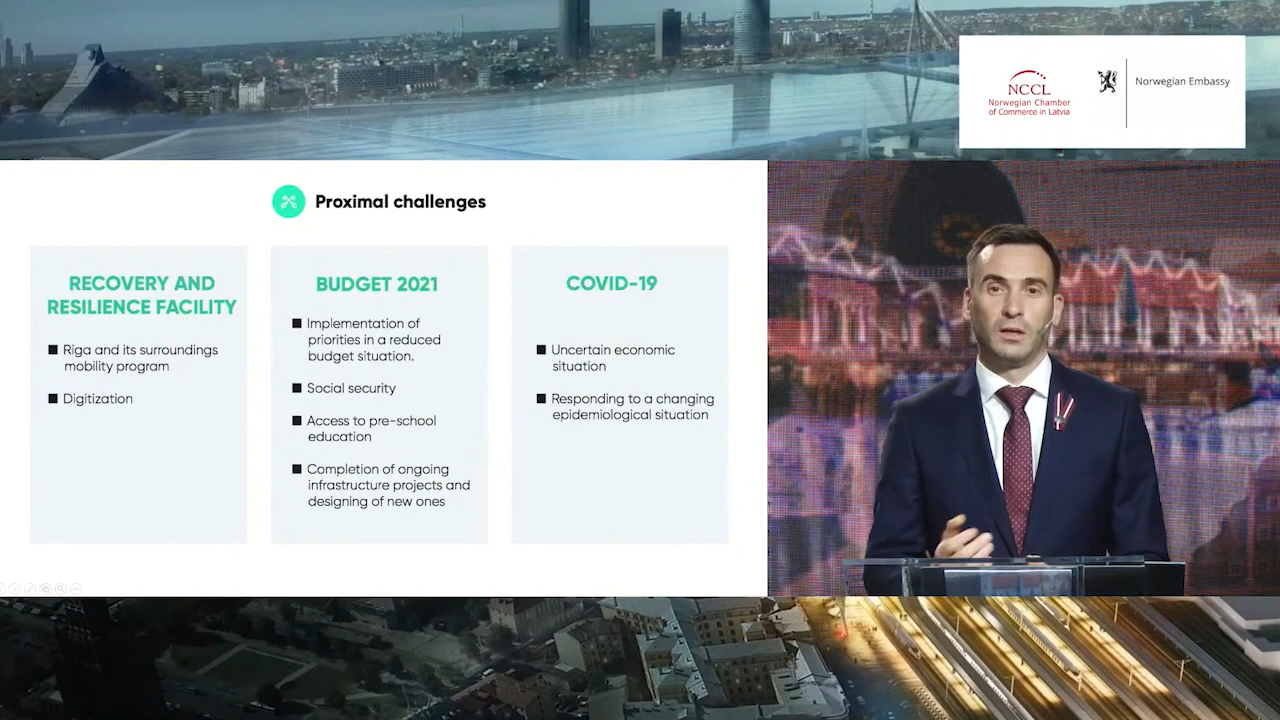 NCCL
Norwegian Chamber
of Commerce in Latvia
Norwegian Embassy
Proximal challenges
RECOVERY AND
RESILIENCE FACILITY
■ Riga and its surroundings
mobility program
■ Digitization
BUDGET 2021
■ Implementation of
priorities in a reduced
budget situation.
■ Social security
■ Access to pre-school
education
■ Completion of ongoing
infrastructure projects and
designing of new ones
COVID-19
■ Uncertain economic
situation
■ Responding to a changing
epidemiological situation